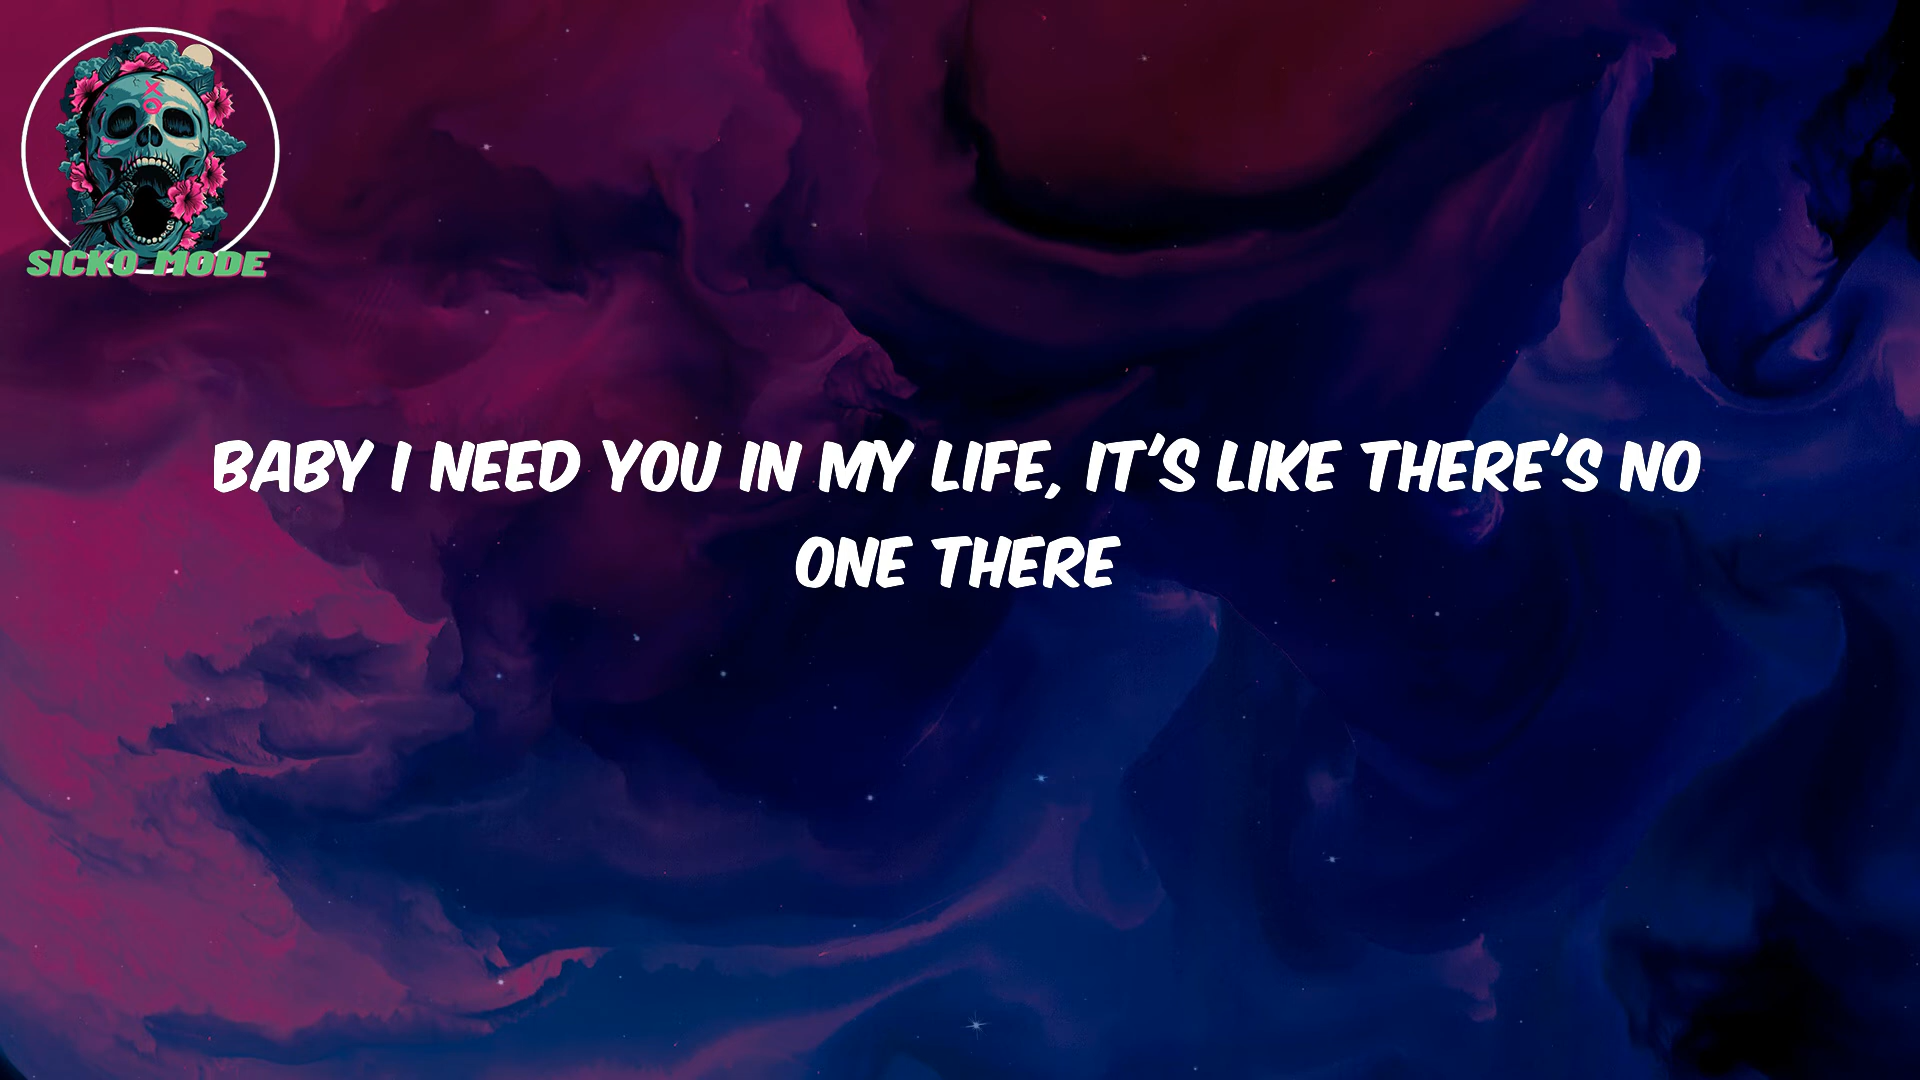 SICKO MODE
BABY I NEED YOU IN MY LIFE, IT'S LIKE THERE'S NO
ONE THERE